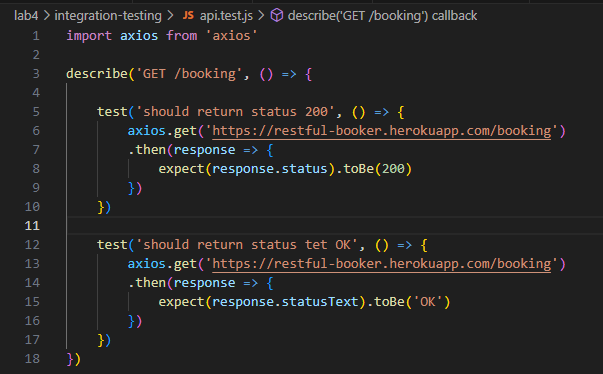 lab4 > integration-testing > JS api.test.js > describe('GET /booking') callback
1 import axios from 'axios'
2
3 describe('GET /booking', () => {
4
5 test('should return status 200', () => {
6 axios.get('https://restful-booker.herokuapp.com/booking')
7 .then(response => {
8 expect(response.status).toBe(200)
9 })
10 })
11
12 test('should return status tet OK', () => {
13 axios.get('https://restful-booker.herokuapp.com/booking')
14 .then(response => {
15 expect(response.statusText).toBe('OK')
16 })
17 })
18 })